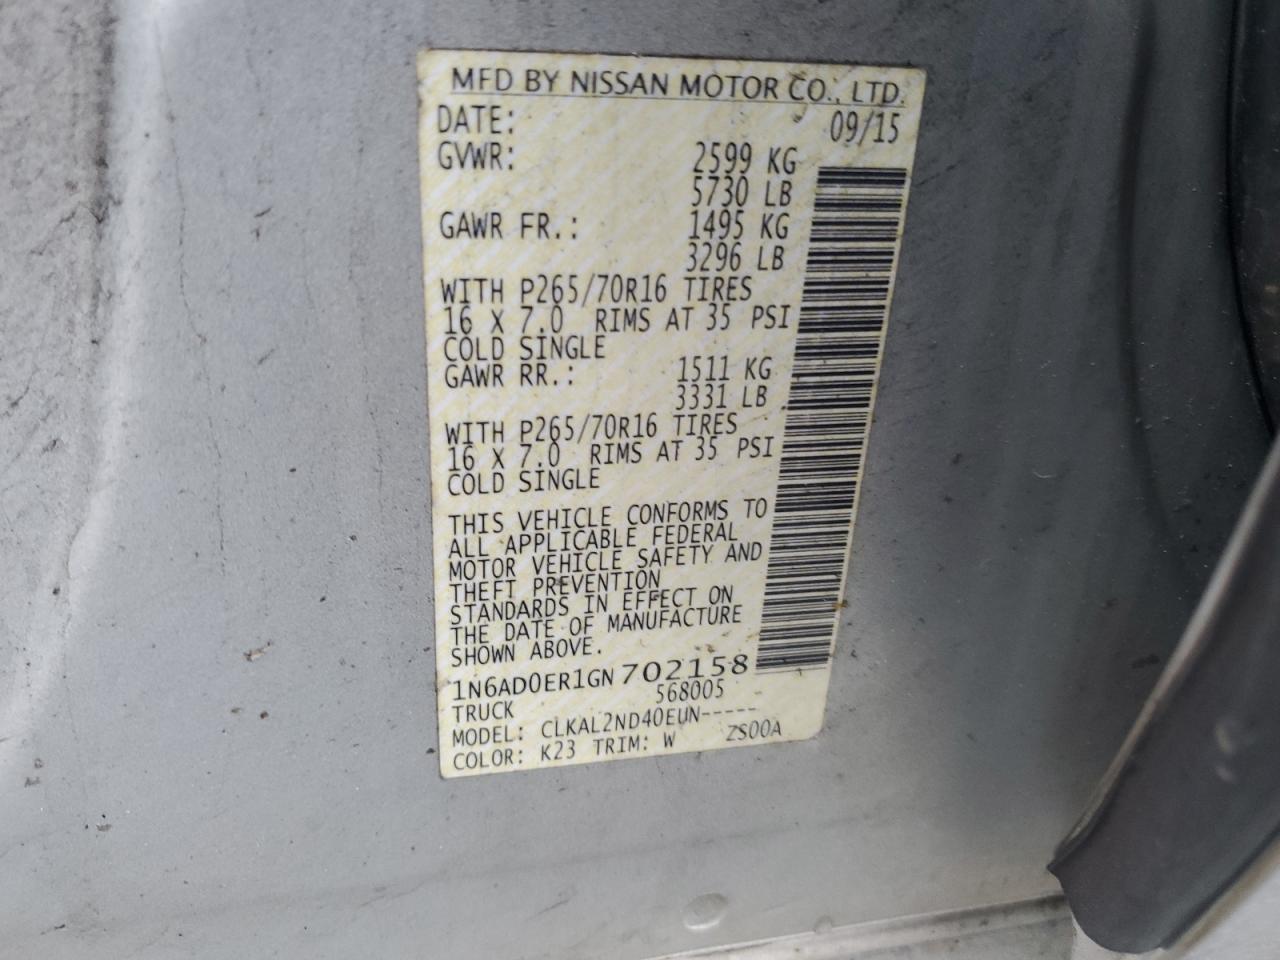 MFD BY NISSAN MOTOR CO., LTD.
DATE: 09/15
GVWR: 2599 KG
5730 LB
GAWR FR.: 1495 KG
3296 LB
WITH P265/70R16 TIRES
16 X 7.0 RIMS AT 35 PSI
COLD SINGLE
GAWR RR.: 1511 KG
3331 LB
WITH P265/70R16 TIRES
16 X 7.0 RIMS AT 35 PSI
COLD SINGLE
THIS VEHICLE CONFORMS TO
ALL APPLICABLE FEDERAL
MOTOR VEHICLE SAFETY AND
THEFT PREVENTION
STANDARDS IN EFFECT ON
THE DATE OF MANUFACTURE
SHOWN ABOVE.
1N6AD0ER1GN702158
TRUCK 568005
MODEL: CLKAL2ND40EUN-----
COLOR: K23 TRIM: W ZS00A